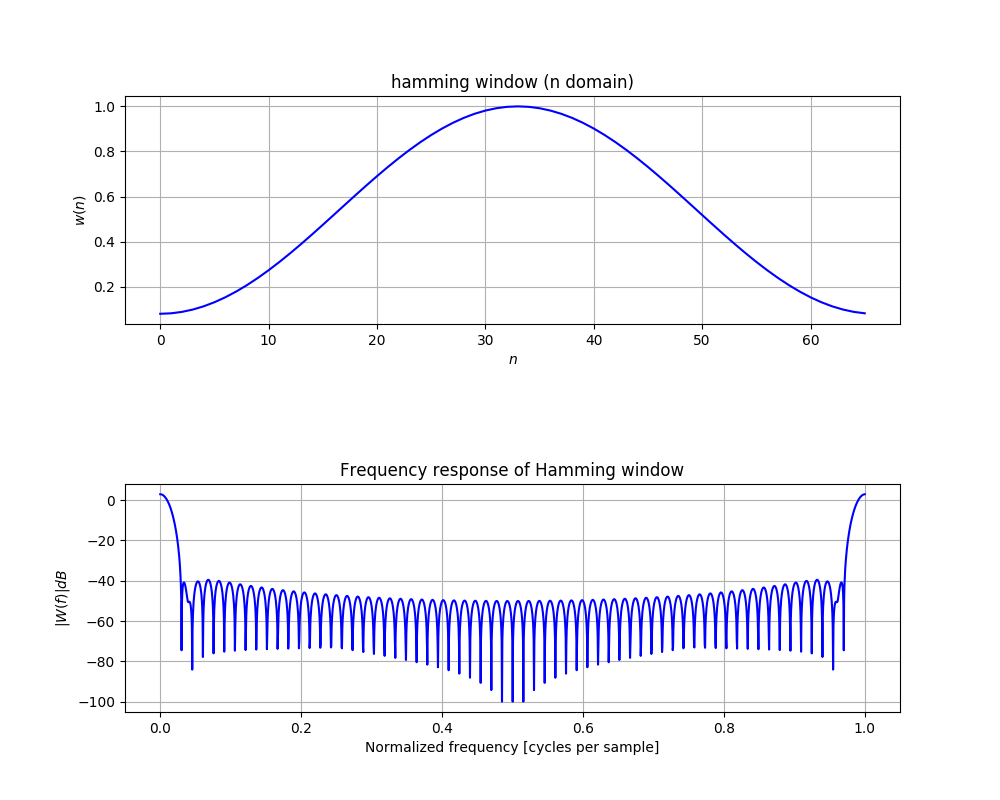 hamming window (n domain)
1.0
0.8
0.6
0.4
0.2
w(n)
0 10 20 30 40 50 60
n
Frequency response of Hamming window
0
−20
−40
−60
−80
−100
|W(f)|dB
0.0 0.2 0.4 0.6 0.8 1.0
Normalized frequency [cycles per sample]